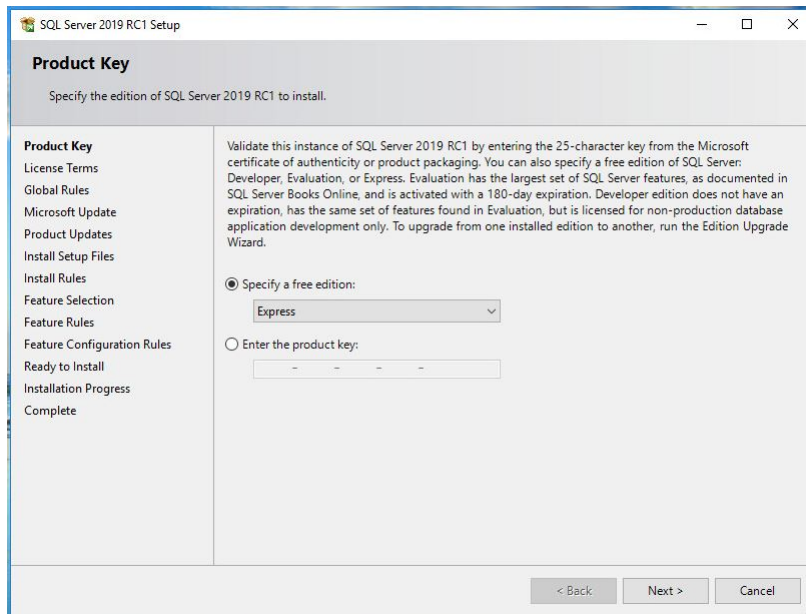 SQL Server 2019 RC1 Setup
Product Key
Specify the edition of SQL Server 2019 RC1 to install.
Product Key
License Terms
Global Rules
Microsoft Update
Product Updates
Install Setup Files
Install Rules
Feature Selection
Feature Rules
Feature Configuration Rules
Ready to Install
Installation Progress
Complete
Validate this instance of SQL Server 2019 RC1 by entering the 25-character key from the Microsoft
certificate of authenticity or product packaging. You can also specify a free edition of SQL Server:
Developer, Evaluation, or Express. Evaluation has the largest set of SQL Server features, as documented in
SQL Server Books Online, and is activated with a 180-day expiration. Developer edition does not have an
expiration, has the same set of features found in Evaluation, but is licensed for non-production database
application development only. To upgrade from one installed edition to another, run the Edition Upgrade
Wizard.
Specify a free edition:
Express
Enter the product key:
- - - -
< Back
Next >
Cancel